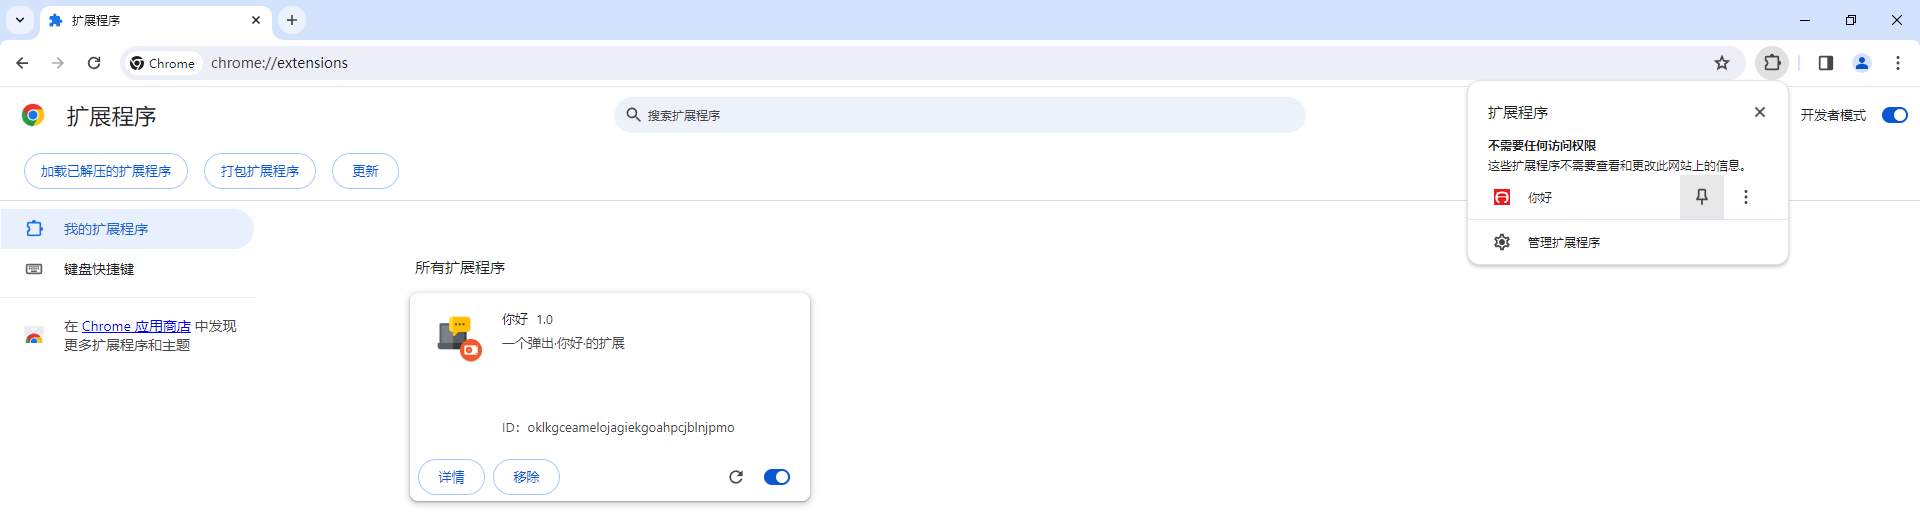 扩展程序
Chrome
chrome://extensions
扩展程序
搜索扩展程序
开发者模式
加载已解压的扩展程序
打包扩展程序
更新
我的扩展程序
键盘快捷键
在 Chrome 应用商店 中发现
更多扩展程序和主题
所有扩展程序
你好 1.0
一个弹出·你好·的扩展
ID: oklkgceamelojagiekgoahpcjblnjpmo
详情
移除
扩展程序
不需要任何访问权限
这些扩展程序不需要查看和更改此网站上的信息。
你好
管理扩展程序